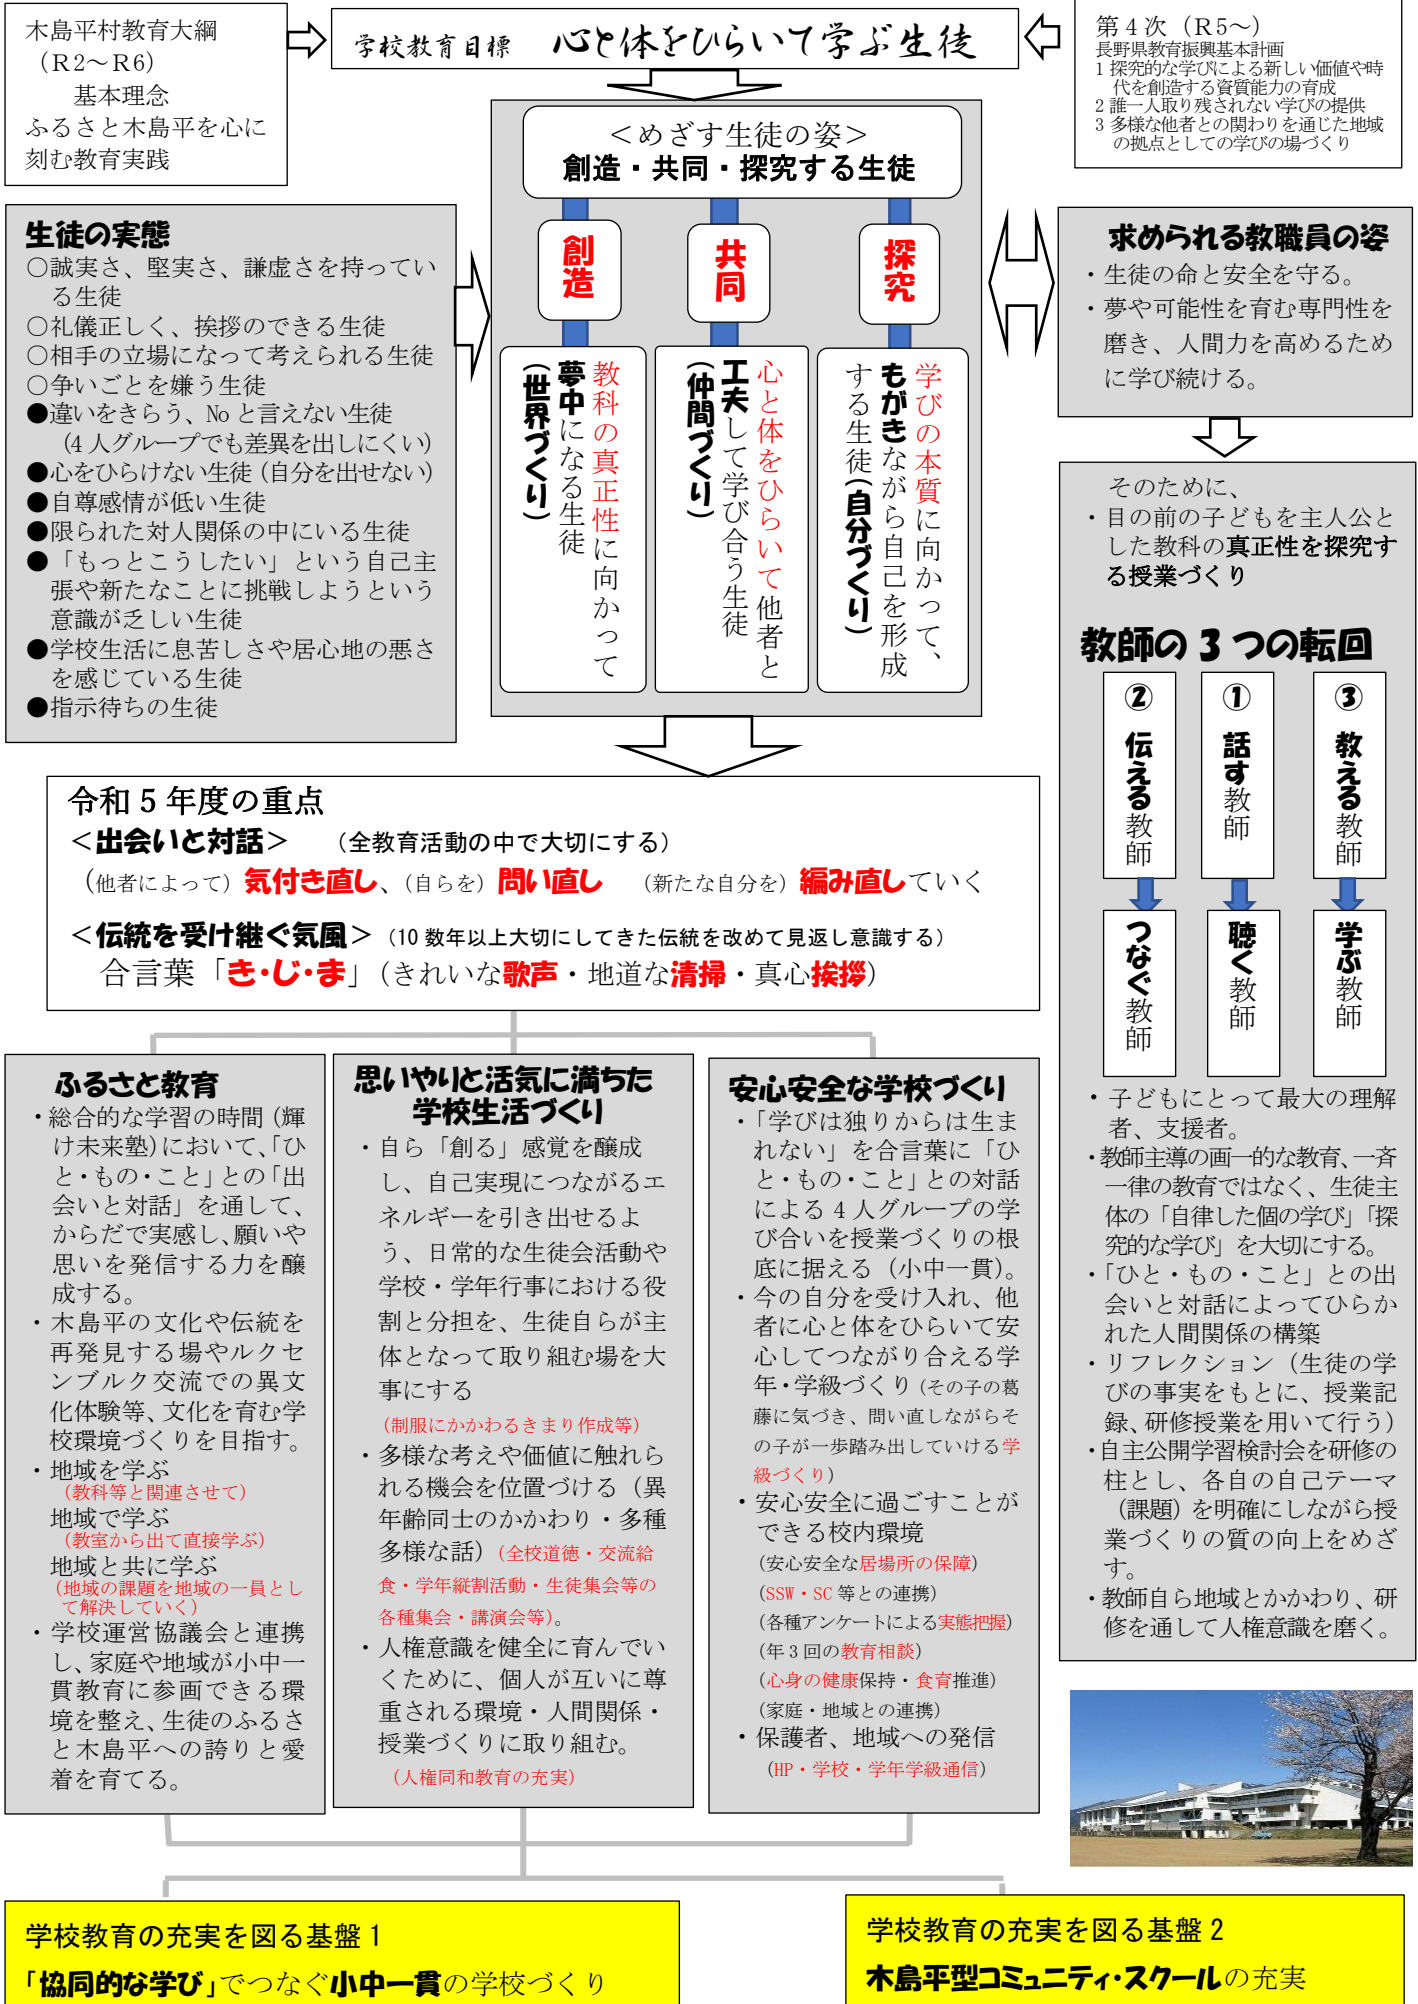 木島平村教育大綱
（R2～R6）
基本理念
ふるさと木島平を心に
刻む教育実践
学校教育目標　心と体をひらいて学ぶ生徒
第4次（R5～）
長野県教育振興基本計画
1 探究的な学びによる新しい価値や時
代を創造する資質能力の育成
2 誰一人取り残されない学びの提供
3 多様な他者との関わりを通じた地域
の拠点としての学びの場づくり
＜めざす生徒の姿＞
創造・共同・探究する生徒
創造
教科の真正性に向かって
夢中になる生徒
（世界づくり）
共同
心と体をひらいて他者と
工夫して学び合う生徒
（仲間づくり）
探究
学びの本質に向かって、
もがきながら自己を形成
する生徒（自分づくり）
生徒の実態
○誠実さ、堅実さ、謙虚さを持ってい
る生徒
○礼儀正しく、挨拶のできる生徒
○相手の立場になって考えられる生徒
○争いごとを嫌う生徒
●違いをきらう、No と言えない生徒
（4人グループでも差異を出しにくい）
●心をひらけない生徒（自分を出せない）
●自尊感情が低い生徒
●限られた対人関係の中にいる生徒
●「もっとこうしたい」という自己主
張や新たなことに挑戦しようという
意識が乏しい生徒
●学校生活に息苦しさや居心地の悪さ
を感じている生徒
●指示待ちの生徒
求められる教職員の姿
・生徒の命と安全を守る。
・夢や可能性を育む専門性を
磨き、人間力を高めるため
に学び続ける。
そのために、
・目の前の子どもを主人公と
した教科の真正性を探究す
る授業づくり
教師の3つの転回
② 伝える教師
つなぐ教師
① 話す教師
聴く教師
③ 教える教師
学ぶ教師
・子どもにとって最大の理解
者、支援者。
・教師主導の画一的な教育、一斉
一律の教育ではなく、生徒主
体の「自律した個の学び」「探
究的な学び」を大切にする。
・「ひと・もの・こと」との出
会いと対話によってひらか
れた人間関係の構築
・リフレクション（生徒の学
びの事実をもとに、授業記
録、研修授業を用いて行う）
・自主公開学習検討会を研修の
柱とし、各自の自己テーマ
（課題）を明確にしながら授
業づくりの質の向上をめざ
す。
・教師自ら地域とかかわり、研
修を通して人権意識を磨く。
令和5年度の重点
＜出会いと対話＞　（全教育活動の中で大切にする）
（他者によって）気付き直し、（自らを）問い直し　（新たな自分を）編み直していく
＜伝統を受け継ぐ気風＞（10数年以上大切にしてきた伝統を改めて見返し意識する）
合言葉「き・じ・ま」（きれいな歌声・地道な清掃・真心挨拶）
ふるさと教育
・総合的な学習の時間（輝
け未来塾）において、「ひ
と・もの・こと」との「出
会いと対話」を通して、
からだで実感し、願いや
思いを発信する力を醸
成する。
・木島平の文化や伝統を
再発見する場やルクセ
ンブルク交流での異文
化体験等、文化を育む学
校環境づくりを目指す。
・地域を学ぶ
（教科等と関連させて）
地域で学ぶ
（教室から出て直接学ぶ）
地域と共に学ぶ
（地域の課題を地域の一員とし
て解決していく）
・学校運営協議会と連携
し、家庭や地域が小中一
貫教育に参画できる環
境を整え、生徒のふるさ
と木島平への誇りと愛
着を育てる。
思いやりと活気に満ちた
学校生活づくり
・自ら「創る」感覚を醸成
し、自己実現につながるエ
ネルギーを引き出せるよ
う、日常的な生徒会活動や
学校・学年行事における役
割と分担を、生徒自らが主
体となって取り組む場を大
事にする
（制服にかかわるきまり作成等）
・多様な考えや価値に触れら
れる機会を位置づける（異
年齢同士のかかわり・多種
多様な話）（全校道徳・交流給
食・学年縦割活動・生徒集会等の
各種集会・講演会等）。
・人権意識を健全に育んでい
くために、個人が互いに尊
重される環境・人間関係・
授業づくりに取り組む。
（人権同和教育の充実）
安心安全な学校づくり
・「学びは独りからは生ま
れない」を合言葉に「ひ
と・もの・こと」との対話
による4人グループの学
び合いを授業づくりの根
底に据える（小中一貫）。
・今の自分を受け入れ、他
者に心と体をひらいて安
心してつながり合える学
年・学級づくり（その子の葛
藤に気づき、問い直しながらそ
の子が一歩踏み出していける学
級づくり）
・安心安全に過ごすことが
できる校内環境
（安心安全な居場所の保障）
（SSW・SC 等との連携）
（各種アンケートによる実態把握）
（年3回の教育相談）
（心身の健康保持・食育推進）
（家庭・地域との連携）
・保護者、地域への発信
（HP・学校・学年学級通信）
学校教育の充実を図る基盤1
「協同的な学び」でつなぐ小中一貫の学校づくり
学校教育の充実を図る基盤2
木島平型コミュニティ・スクールの充実